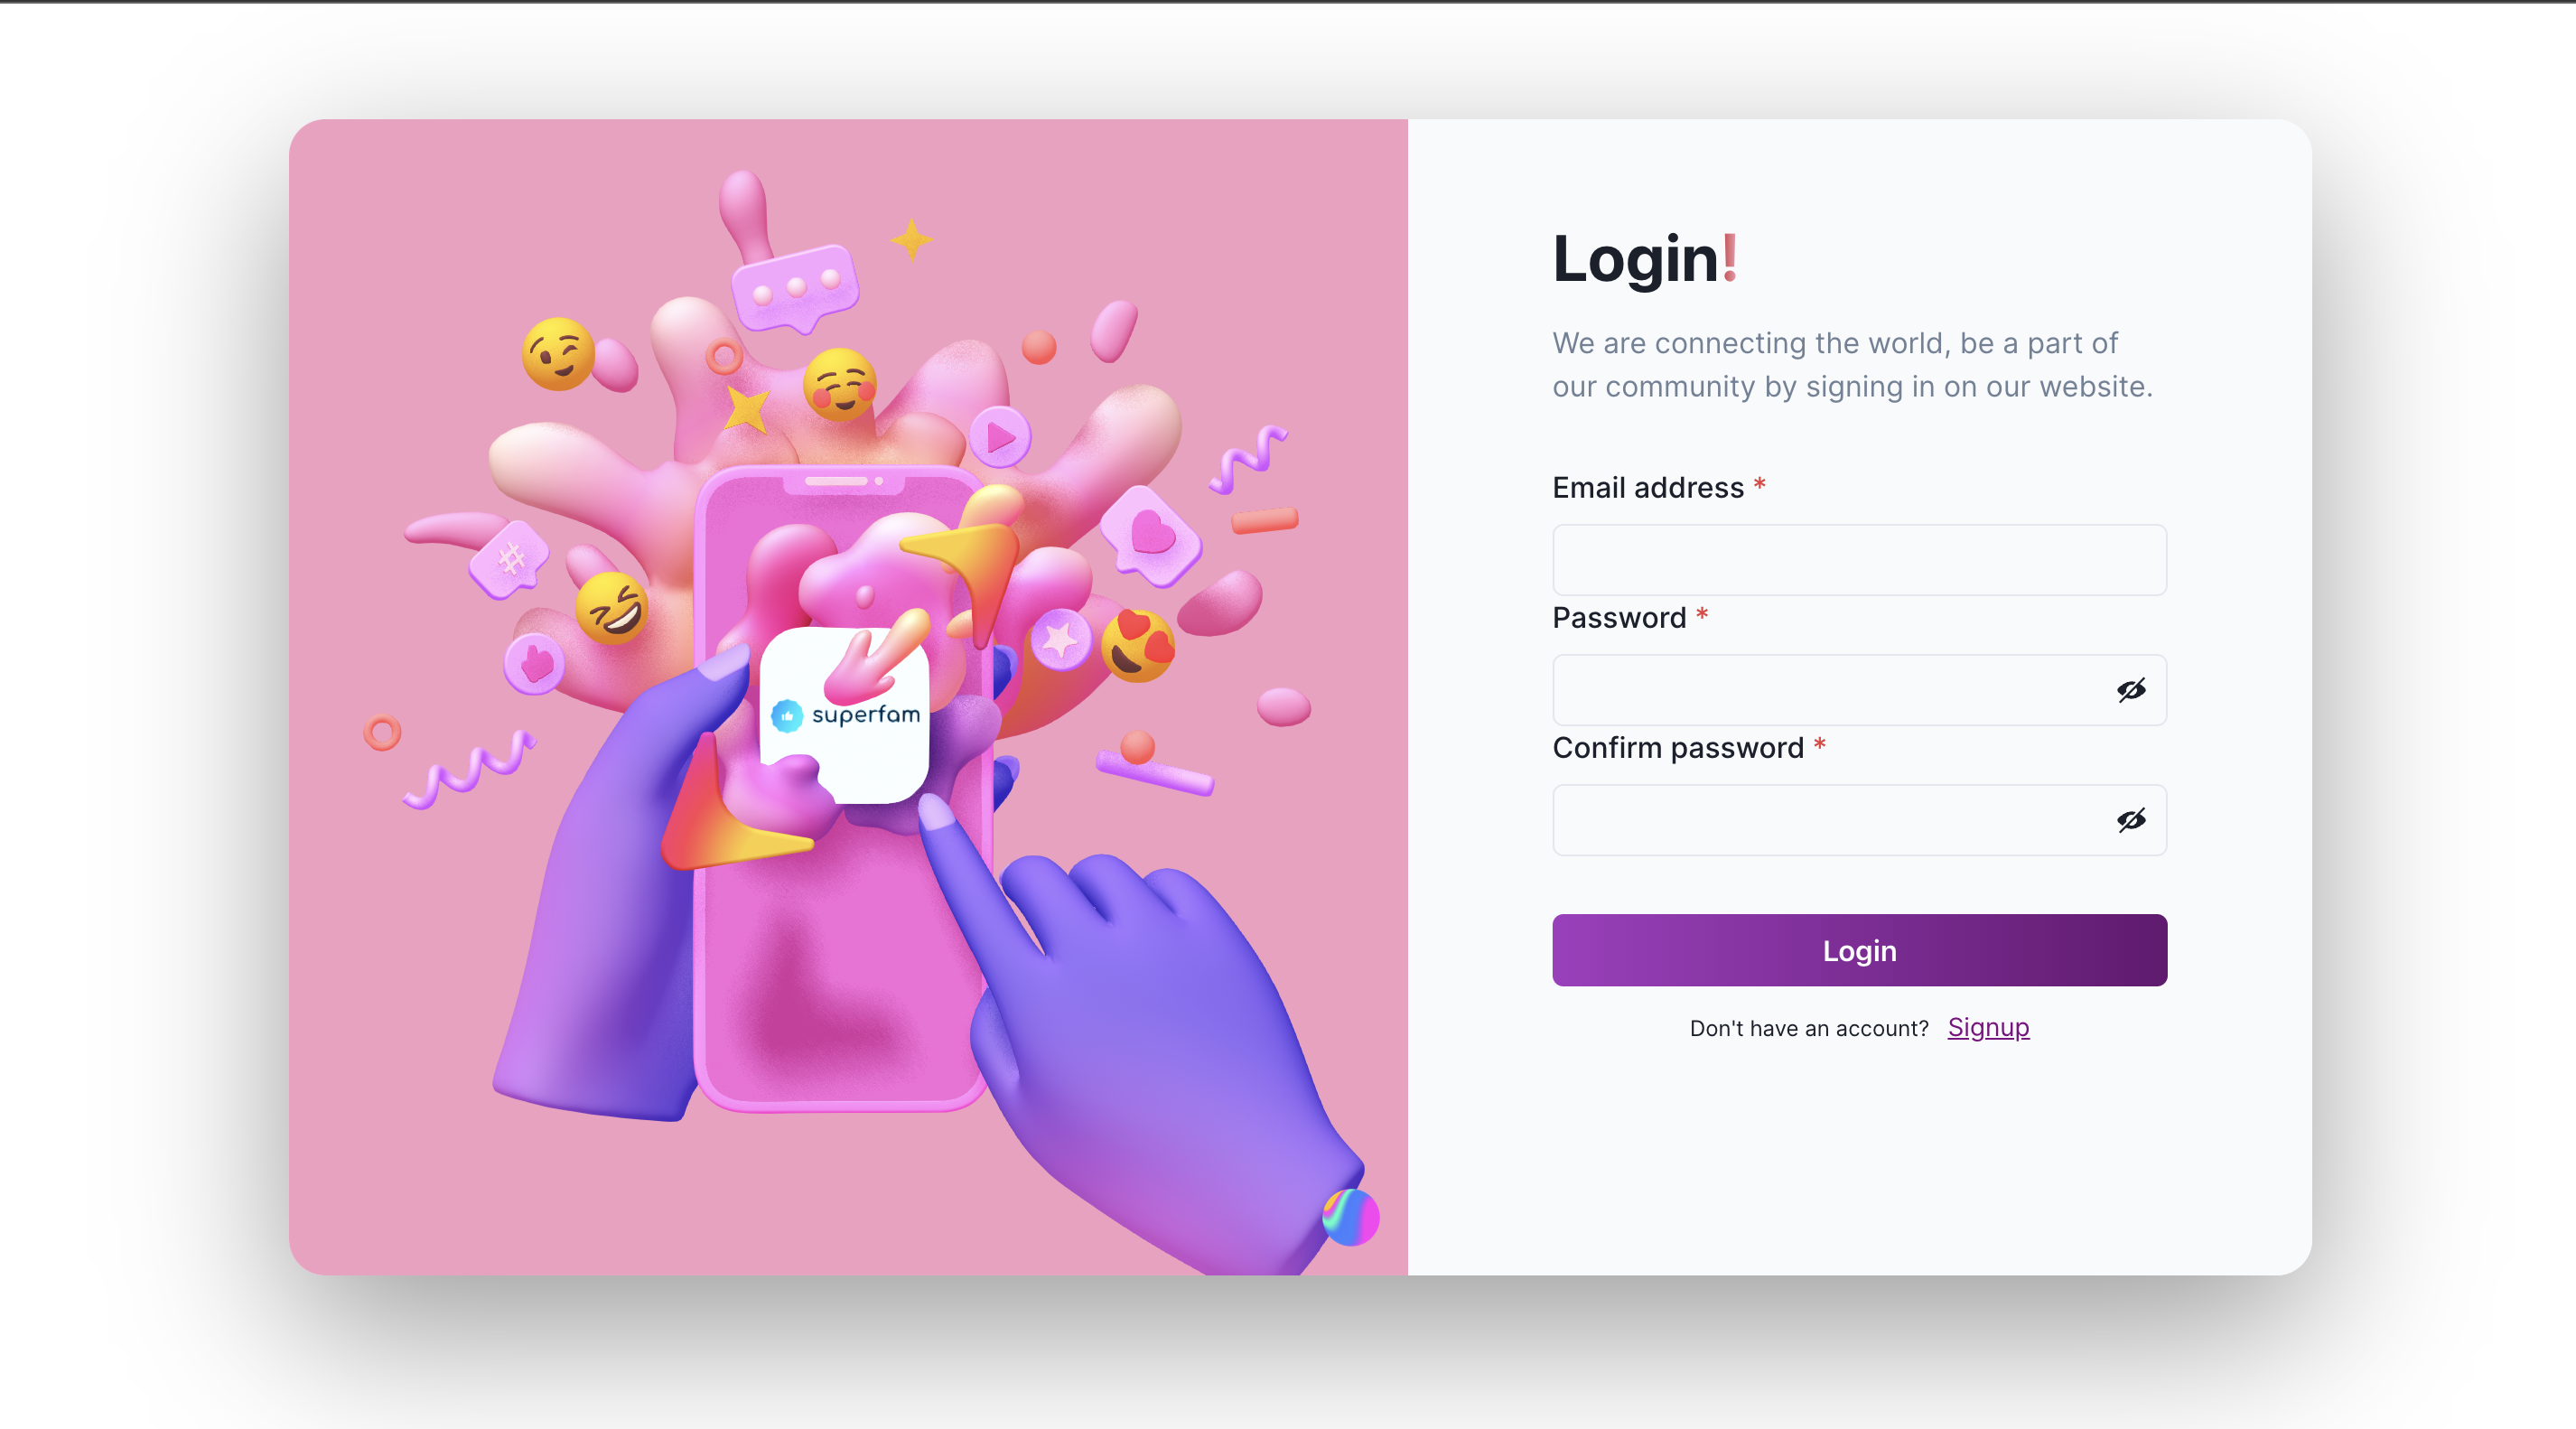 superfam
Login!
We are connecting the world, be a part of
our community by signing in on our website.
Email address *
Password *
Confirm password *
Login
Don't have an account? Signup